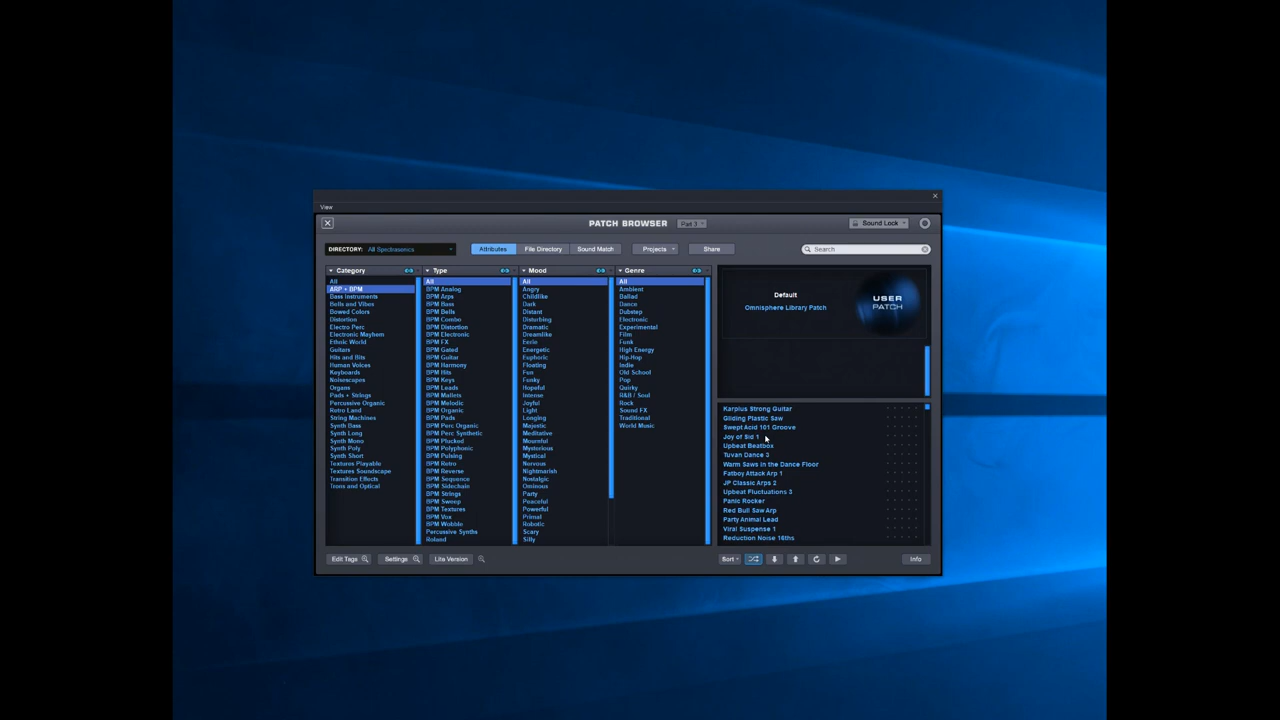 View
PATCH BROWSER
Part 3
Sound Lock
DIRECTORY: All Spectrasonics
Attributes
File Directory
Sound Match
Projects
Share
Search
Category
All
ARP + BPM
Bass Instruments
Bells and Vibes
Bowed Colors
Distortion
Electro Perc
Electronic Mayhem
Ethnic World
Guitars
Hits and Bits
Human Voices
Keyboards
Noisescapes
Organs
Pads + Strings
Percussive Organic
Retro Land
String Machines
Synth Bass
Synth Long
Synth Mono
Synth Poly
Synth Short
Textures Playable
Textures Soundscape
Transition Effects
Trons and Optical
Type
All
BPM Analog
BPM Arps
BPM Bass
BPM Bells
BPM Combo
BPM Distortion
BPM Electronic
BPM FX
BPM Gated
BPM Guitar
BPM Harmony
BPM Hits
BPM Keys
BPM Leads
BPM Mallets
BPM Melodic
BPM Organic
BPM Pads
BPM Perc Organic
BPM Perc Synthetic
BPM Plucked
BPM Polyphonic
BPM Pulsing
BPM Retro
BPM Reverse
BPM Sequence
BPM Sidechain
BPM Strings
BPM Sweep
BPM Textures
BPM Vox
BPM Wobble
Percussive Synths
Roland
Mood
All
Angry
Childlike
Dark
Distant
Disturbing
Dramatic
Dreamlike
Eerie
Energetic
Euphoric
Floating
Fun
Funky
Hopeful
Intense
Joyful
Light
Longing
Majestic
Meditative
Mournful
Mysterious
Mystical
Nervous
Nightmarish
Nostalgic
Ominous
Party
Peaceful
Powerful
Primal
Robotic
Scary
Silly
Genre
All
Ambient
Ballad
Dance
Dubstep
Electronic
Experimental
Film
Funk
High Energy
Hip-Hop
Indie
Old School
Pop
Quirky
R&B / Soul
Rock
Sound FX
Traditional
World Music
Default
Omnisphere Library Patch
USER
PATCH
Karplus Strong Guitar
Gliding Plastic Saw
Swept Acid 101 Groove
Joy of Sid 1
Upbeat Beatbox
Tuvan Dance 3
Warm Saws in the Dance Floor
Fatboy Attack Arp 1
JP Classic Arps 2
Upbeat Fluctuations 3
Panic Rocker
Red Bull Saw Arp
Party Animal Lead
Viral Suspense 1
Reduction Noise 16ths
Edit Tags
Settings
Lite Version
Sort
Info